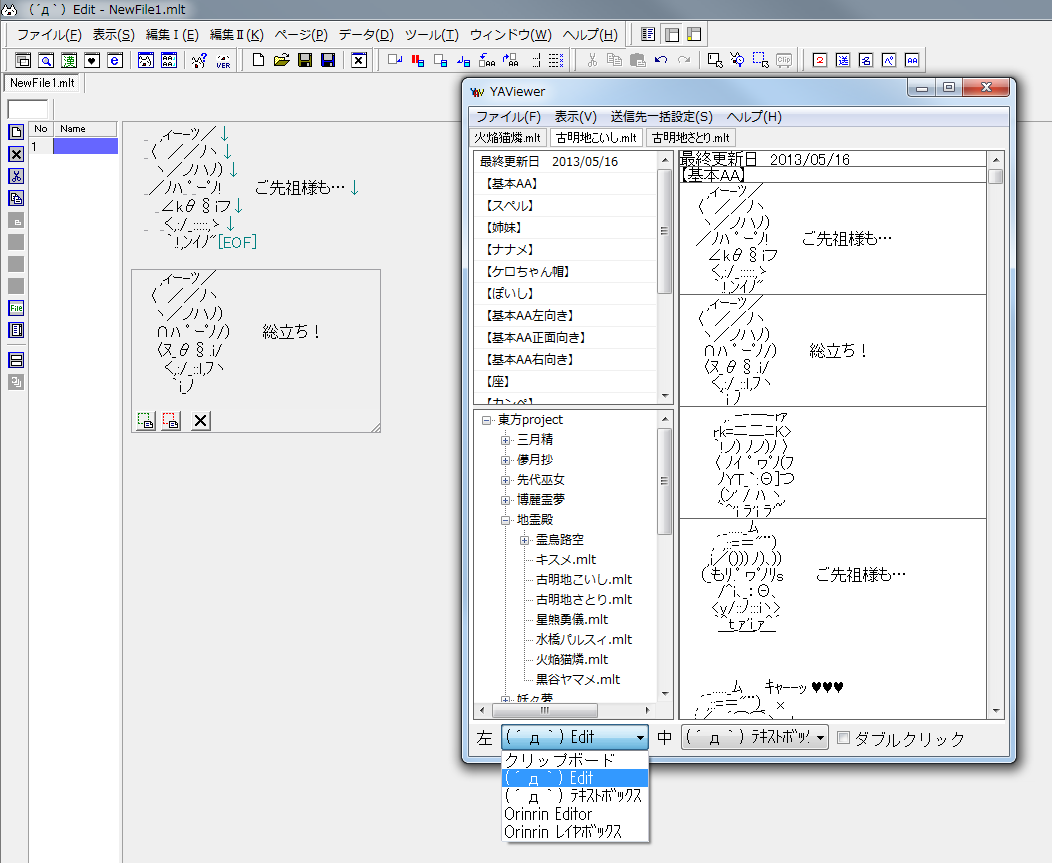 (´д`) Edit - NewFile1.mlt
ファイル(F) 表示(S) 編集Ⅰ(E) 編集Ⅱ(K) ページ(P) データ(D) ツール(T) ウィンドウ(W) ヘルプ(H)
NewFile1.mlt
No Name
1
ご先祖様も…↓
[EOF]
総立ち！
YAViewer
ファイル(F) 表示(V) 送信先一括設定(S) ヘルプ(H)
火焔猫燐.mlt 古明地こいし.mlt 古明地さとり.mlt
最終更新日 2013/05/16
【基本AA】
【スペル】
【姉妹】
【ナナメ】
【ケロちゃん帽】
【ぽいし】
【基本AA左向き】
【基本AA正面向き】
【基本AA右向き】
【座】
【カンペ】
東方project
三月精
儚月抄
先代巫女
博麗霊夢
地霊殿
霊烏路空
キスメ.mlt
古明地こいし.mlt
古明地さとり.mlt
星熊勇儀.mlt
水橋パルスィ.mlt
火焔猫燐.mlt
黒谷ヤマメ.mlt
妖々夢
最終更新日 2013/05/16
【基本AA】
ご先祖様も…
総立ち！
ご先祖様も…
ｷｬーーッ♥♥♥
左 (´д`) Edit 中 (´д`) ﾃｷｽﾄﾎﾞｯｸ ダブルクリック
クリップボード
(´д`) Edit
(´д`) ﾃｷｽﾄﾎﾞｯｸｽ
Orinrin Editor
Orinrin ﾚｲﾔﾎﾞｯｸｽ